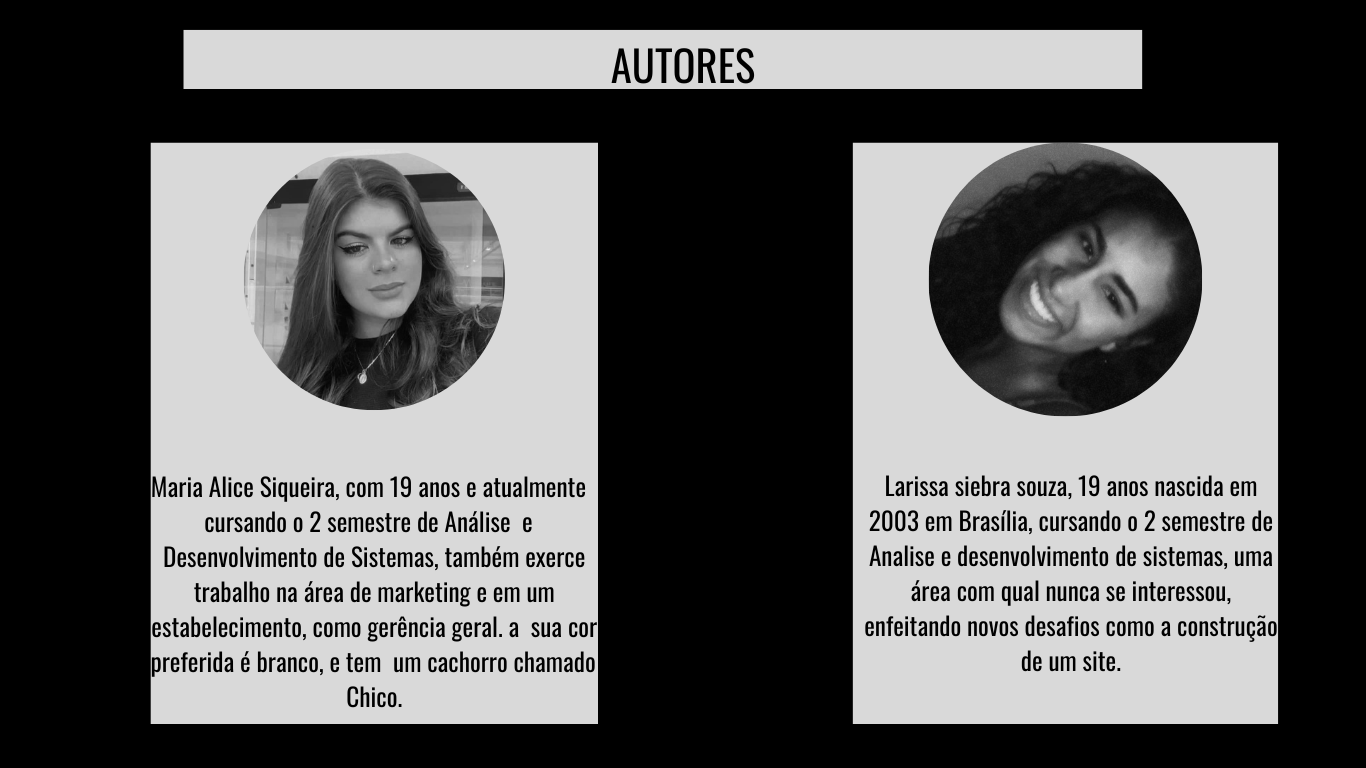 AUTORES
Maria Alice Siqueira, com 19 anos e atualmente
cursando o 2 semestre de Análise  e
Desenvolvimento de Sistemas, também exerce
trabalho na área de marketing e em um
estabelecimento, como gerência geral. a  sua cor
preferida é branco, e tem  um cachorro chamado
Chico.
Larissa siebra souza, 19 anos nascida em
2003 em Brasília, cursando o 2 semestre de
Analise e desenvolvimento de sistemas, uma
área com qual nunca se interessou,
enfeitando novos desafios como a construção
de um site.